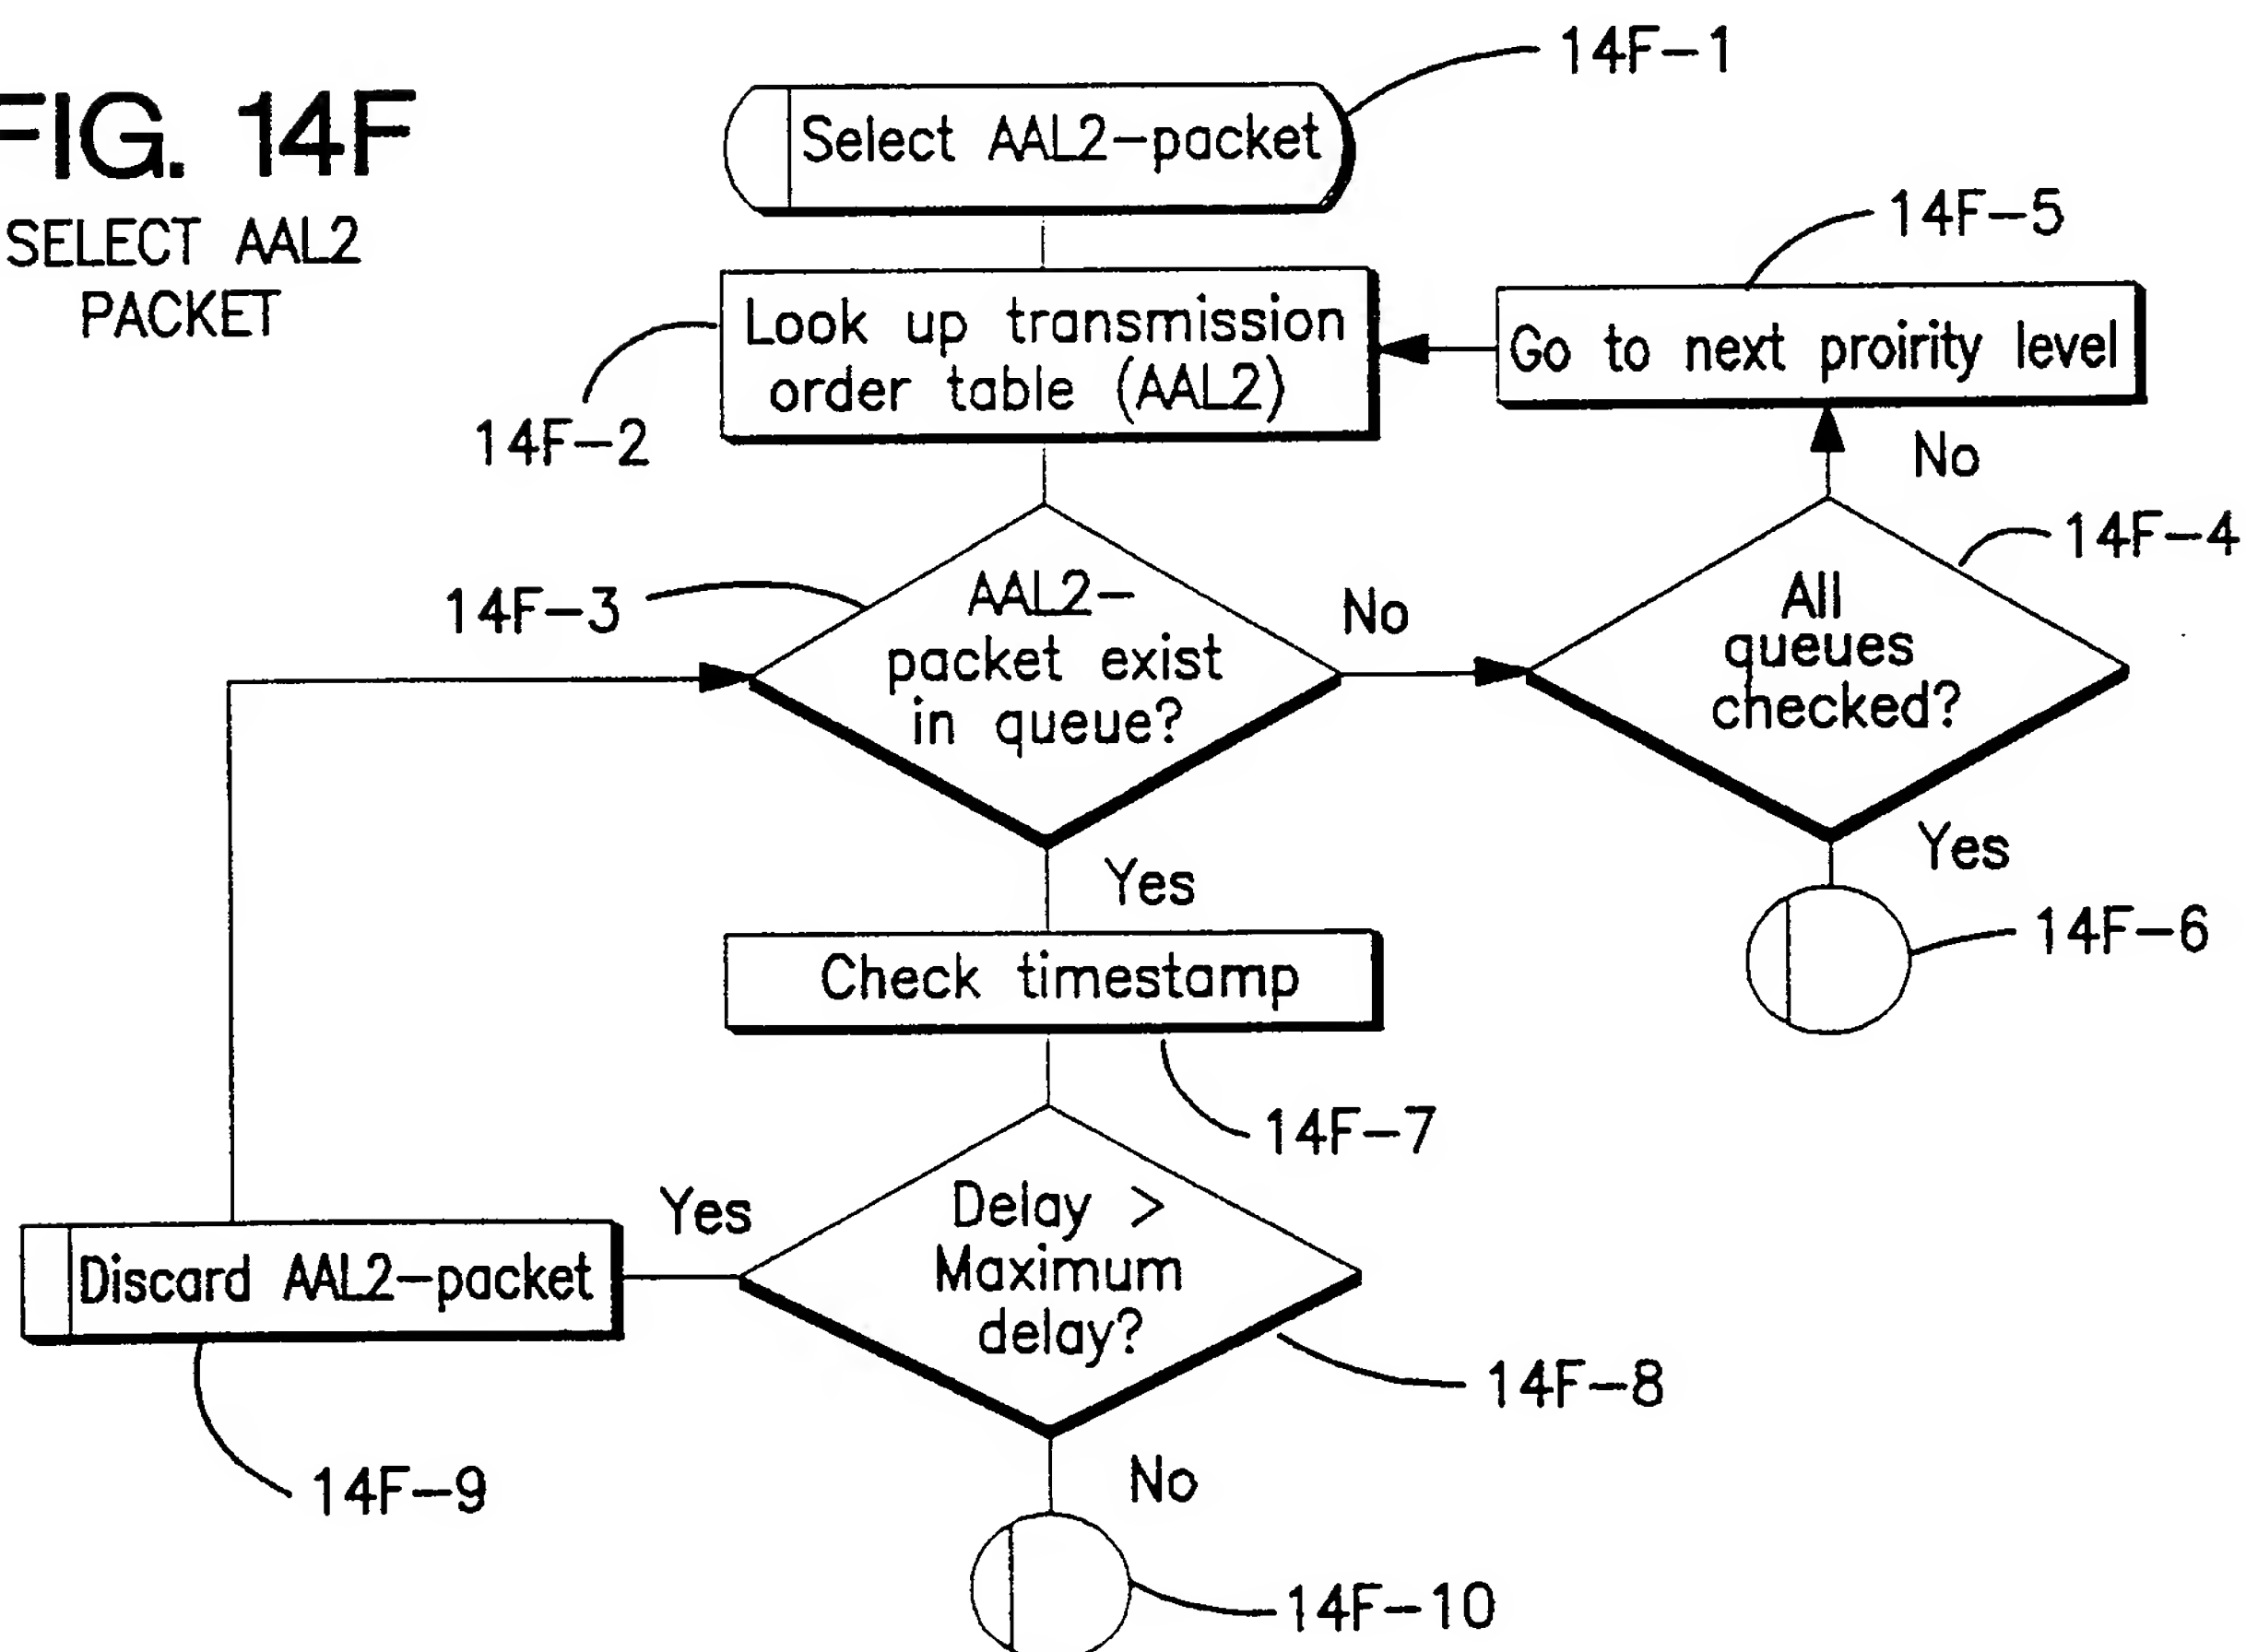 FIG. 14F
SELECT AAL2
PACKET
14F-1
Select AAL2-packet
14F-5
Look up transmission
order table (AAL2)
Go to next proirity level
14F-2
No
14F-4
14F-3
AAL2-
packet exist
in queue?
No
All
queues
checked?
Yes
Yes
14F-6
Check timestamp
14F-7
Yes
Delay >
Maximum
delay?
Discard AAL2-packet
14F-8
14F-9
No
14F-10